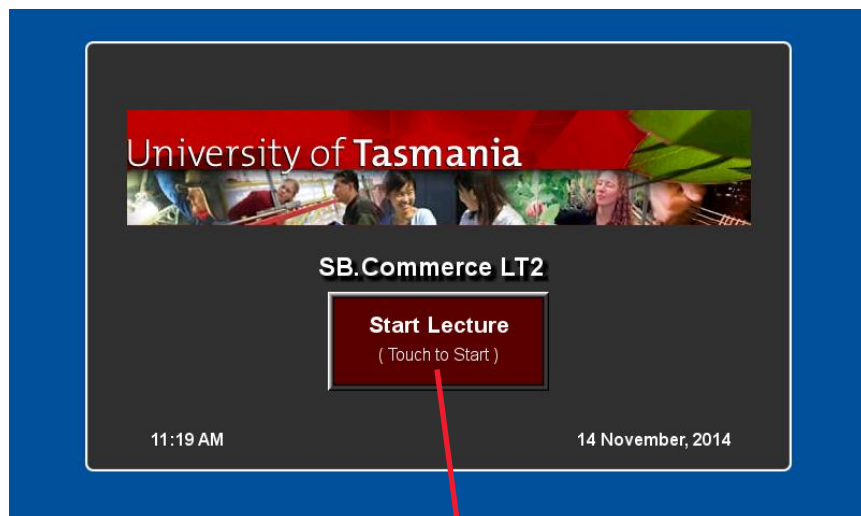 University of Tasmania
SB.Commerce LT2
Start Lecture
( Touch to Start )
11:19 AM
14 November, 2014